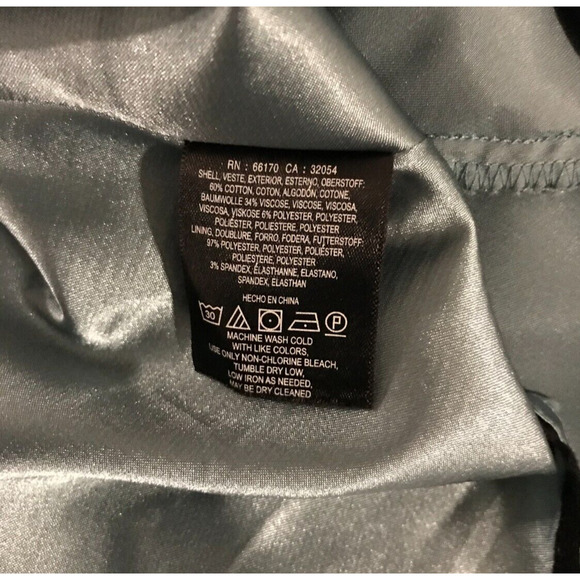 RN : 66170 CA : 32054
SHELL, VESTE, EXTERIOR, ESTERNO, OBERSTOFF:
60% COTTON, COTON, ALGODÓN, COTONE,
BAUMWOLLE 34% VISCOSE, VISCOSE, VISCOSA,
VISCOSA, VISKOSE 6% POLYESTER, POLYESTER,
POLIÉSTER, POLIESTERE, POLYESTER
LINING, DOUBLURE, FORRO, FODERA, FUTTERSTOFF:
97% POLYESTER, POLYESTER, POLIÉSTER,
POLIESTERE, POLYESTER
3% SPANDEX, ÉLASTHANNE, ELASTANO,
SPANDEX, ELASTHAN
HECHO EN CHINA
30 P
MACHINE WASH COLD
WITH LIKE COLORS,
USE ONLY NON-CHLORINE BLEACH,
TUMBLE DRY LOW,
LOW IRON AS NEEDED,
MAY BE DRY CLEANED